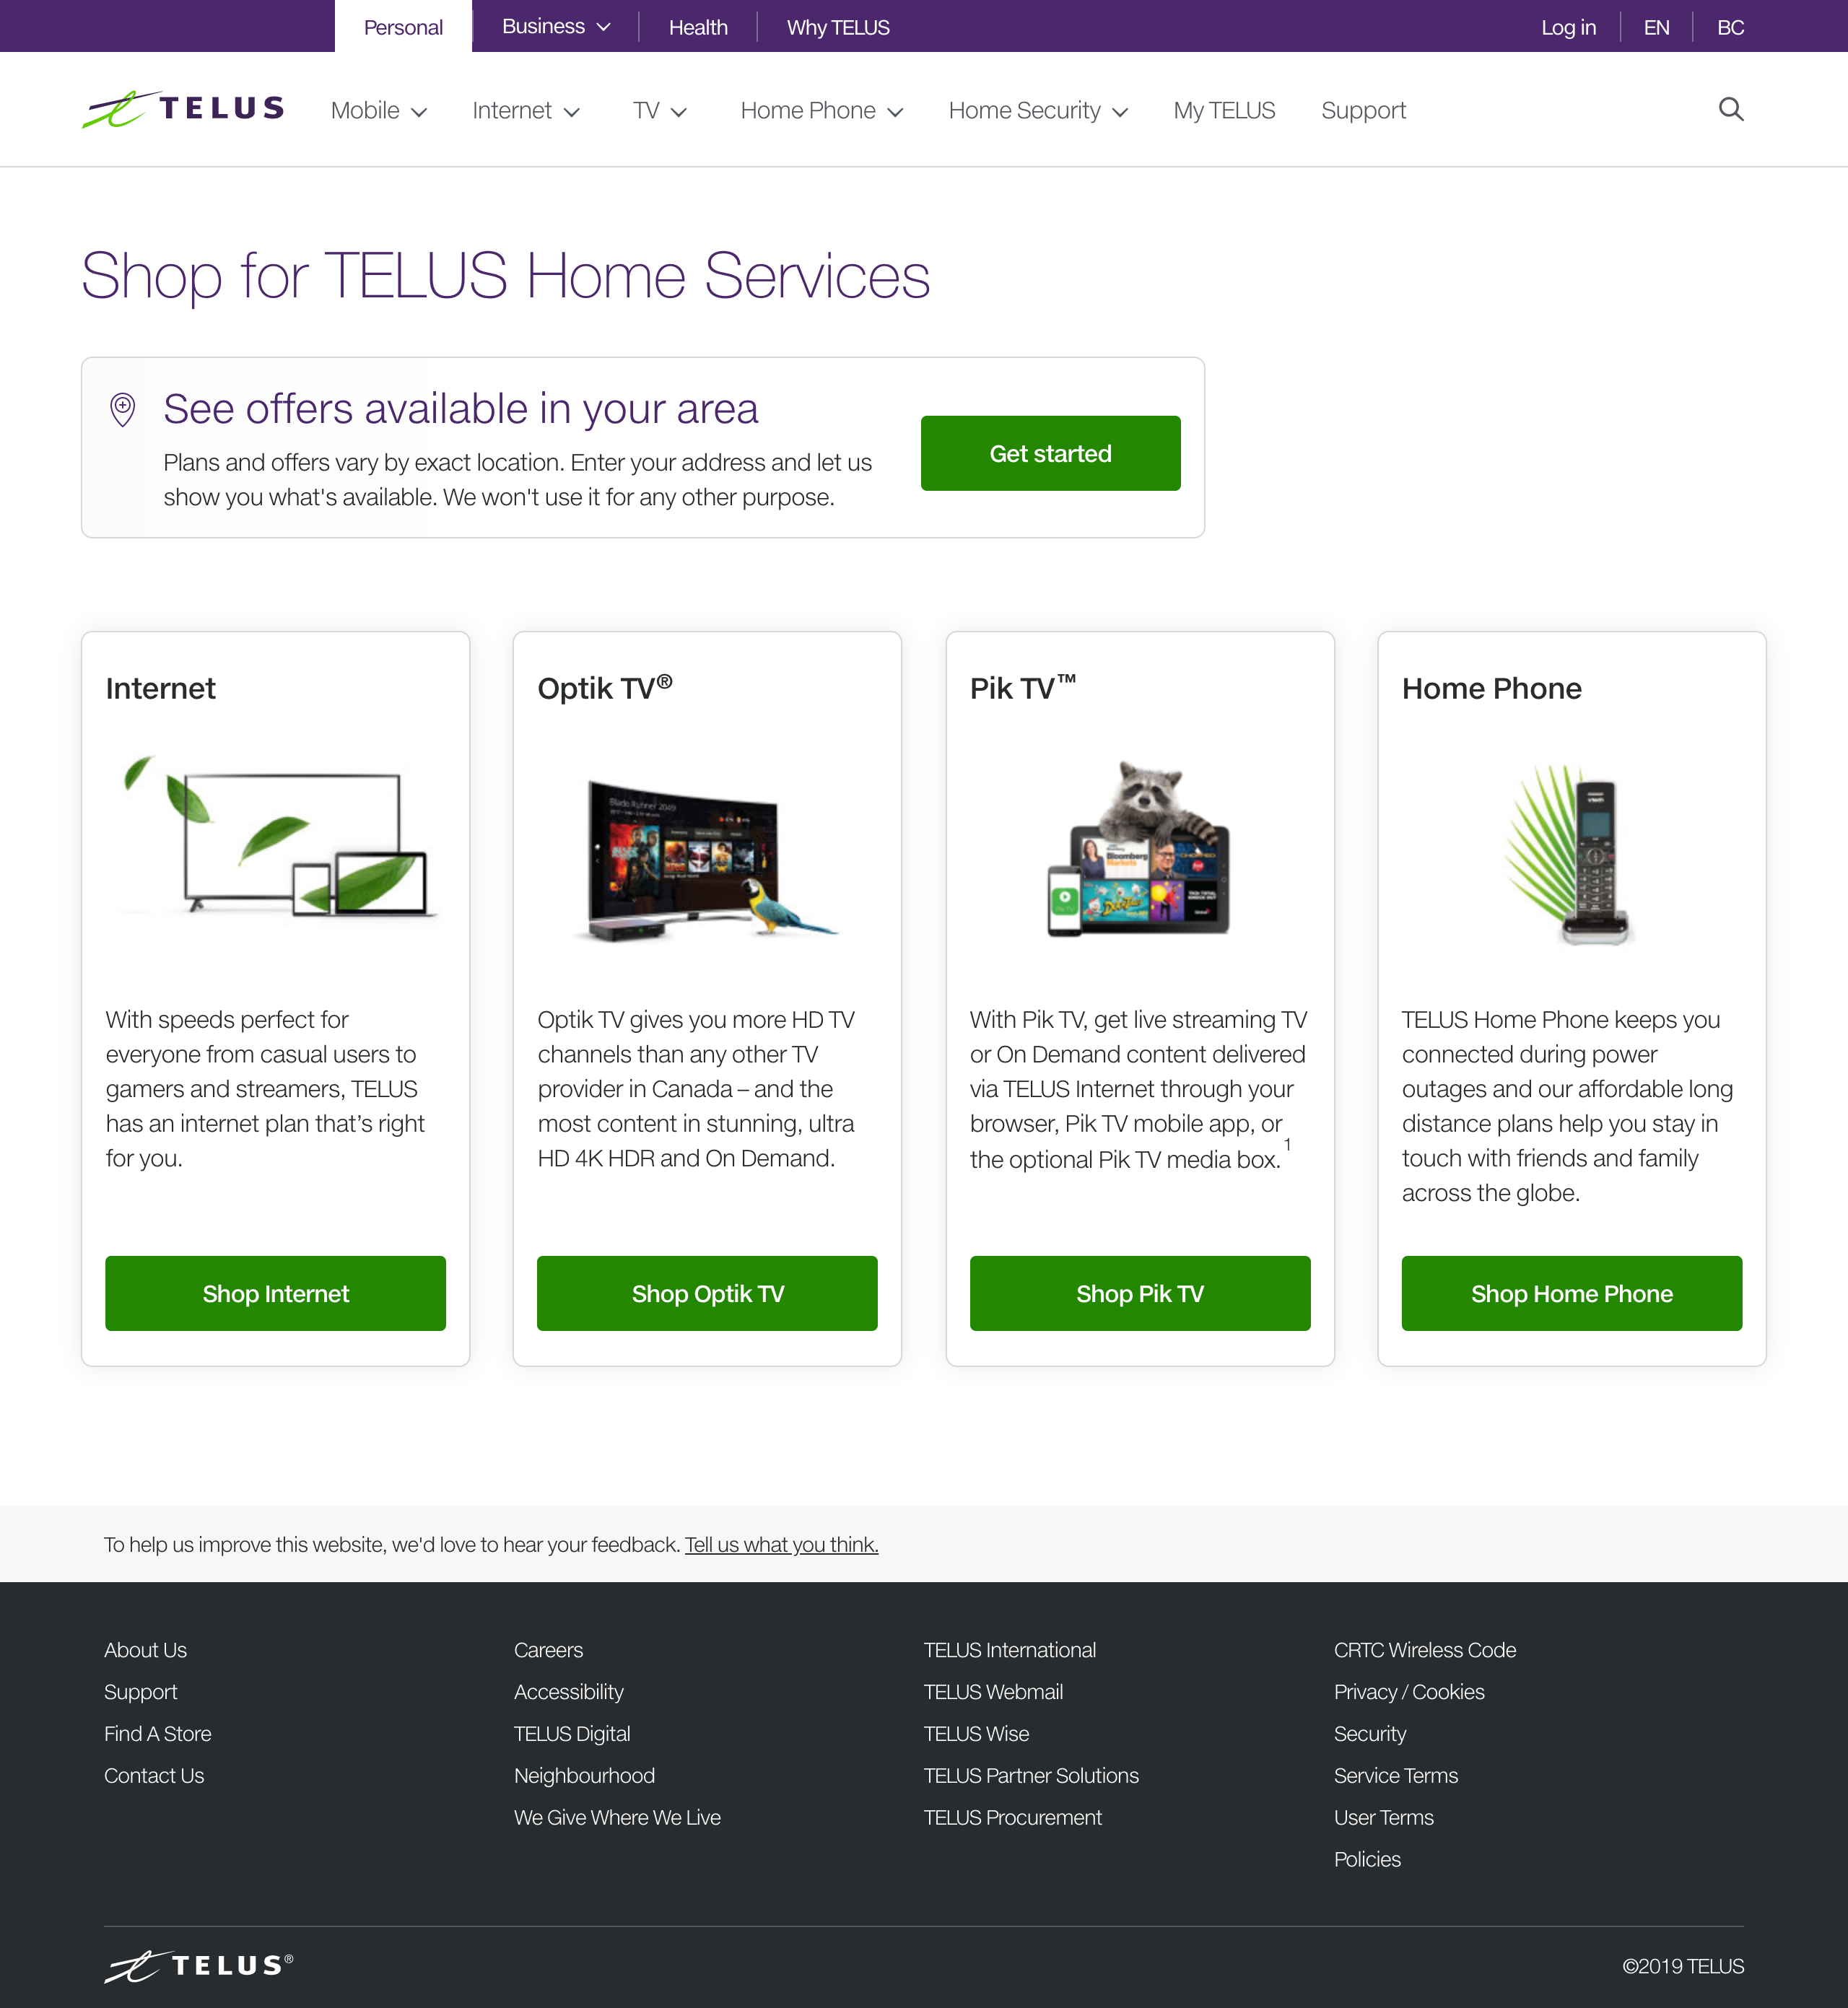 Personal
Business
Health
Why TELUS
Log in
EN
BC
TELUS
Mobile
Internet
TV
Home Phone
Home Security
My TELUS
Support
Shop for TELUS Home Services
See offers available in your area
Plans and offers vary by exact location. Enter your address and let us
show you what's available. We won't use it for any other purpose.
Get started
Internet
With speeds perfect for
everyone from casual users to
gamers and streamers, TELUS
has an internet plan that’s right
for you.
Shop Internet
Optik TV®
Blade Runner 2049
Optik TV gives you more HD TV
channels than any other TV
provider in Canada – and the
most content in stunning, ultra
HD 4K HDR and On Demand.
Shop Optik TV
Pik TV™
Bloomberg
Markets
With Pik TV, get live streaming TV
or On Demand content delivered
via TELUS Internet through your
browser, Pik TV mobile app, or
the optional Pik TV media box.1
Shop Pik TV
Home Phone
vtech
TELUS Home Phone keeps you
connected during power
outages and our affordable long
distance plans help you stay in
touch with friends and family
across the globe.
Shop Home Phone
To help us improve this website, we'd love to hear your feedback. Tell us what you think.
About Us
Support
Find A Store
Contact Us
Careers
Accessibility
TELUS Digital
Neighbourhood
We Give Where We Live
TELUS International
TELUS Webmail
TELUS Wise
TELUS Partner Solutions
TELUS Procurement
CRTC Wireless Code
Privacy / Cookies
Security
Service Terms
User Terms
Policies
TELUS®
©2019 TELUS